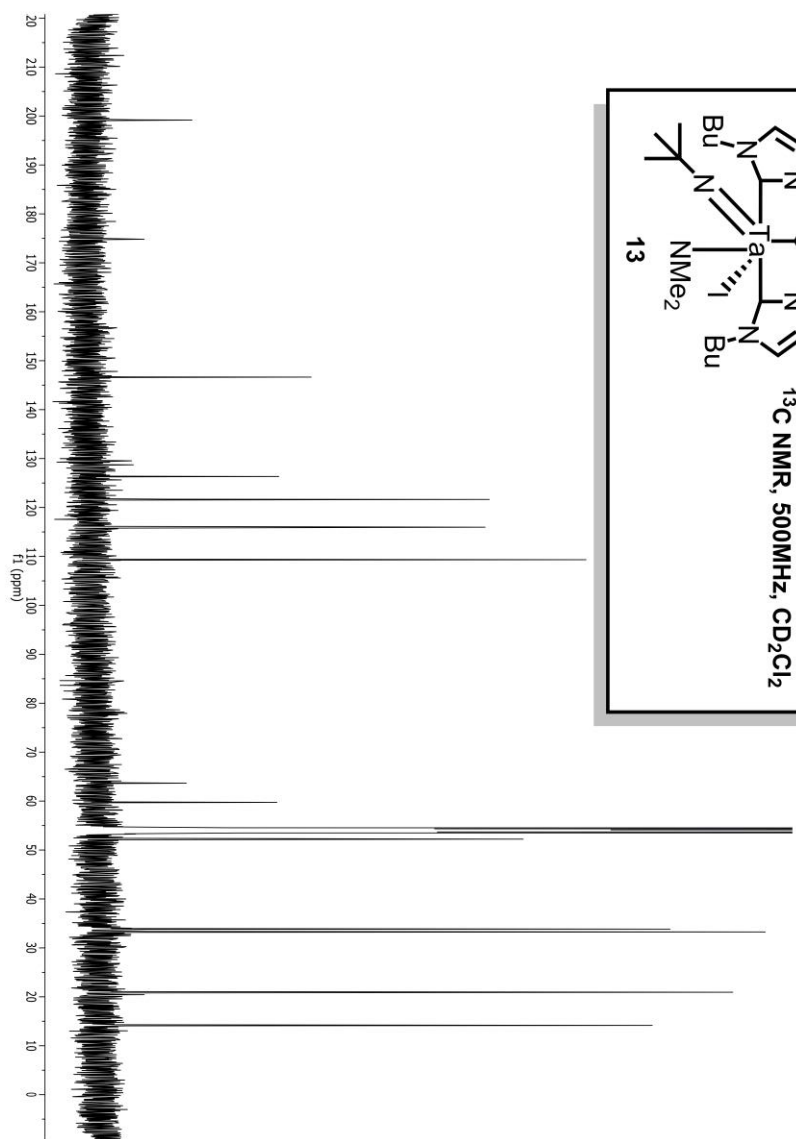 ¹³C NMR, 500MHz, CD₂Cl₂
N N
N Ta N
Bu N I Bu
NMe₂
13
20 210 200 190 180 170 160 150 140 130 120 110 100 90 80 70 60 50 40 30 20 10 0
f1 (ppm)